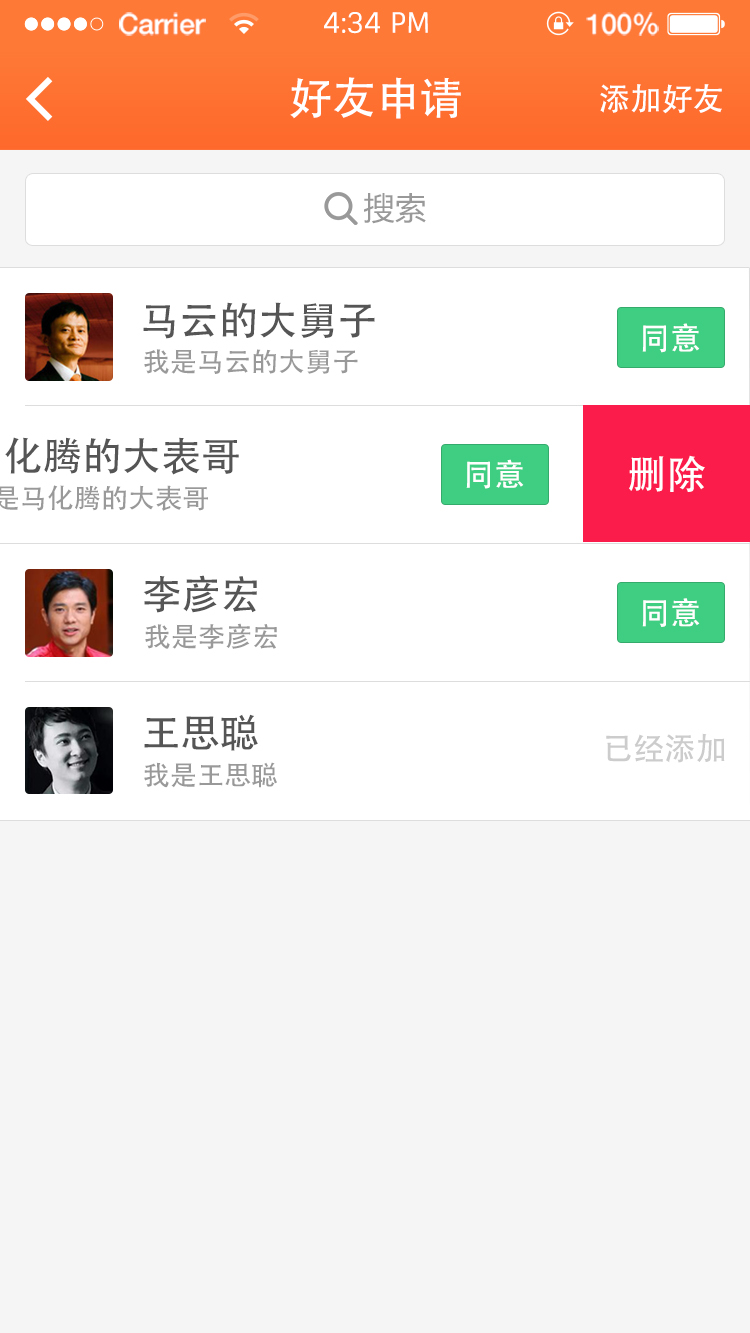 Carrier 4:34 PM 100%
好友申请 添加好友
搜索
马云的大舅子
我是马云的大舅子
同意
化腾的大表哥
是马化腾的大表哥
同意
删除
李彦宏
我是李彦宏
同意
王思聪
我是王思聪
已经添加